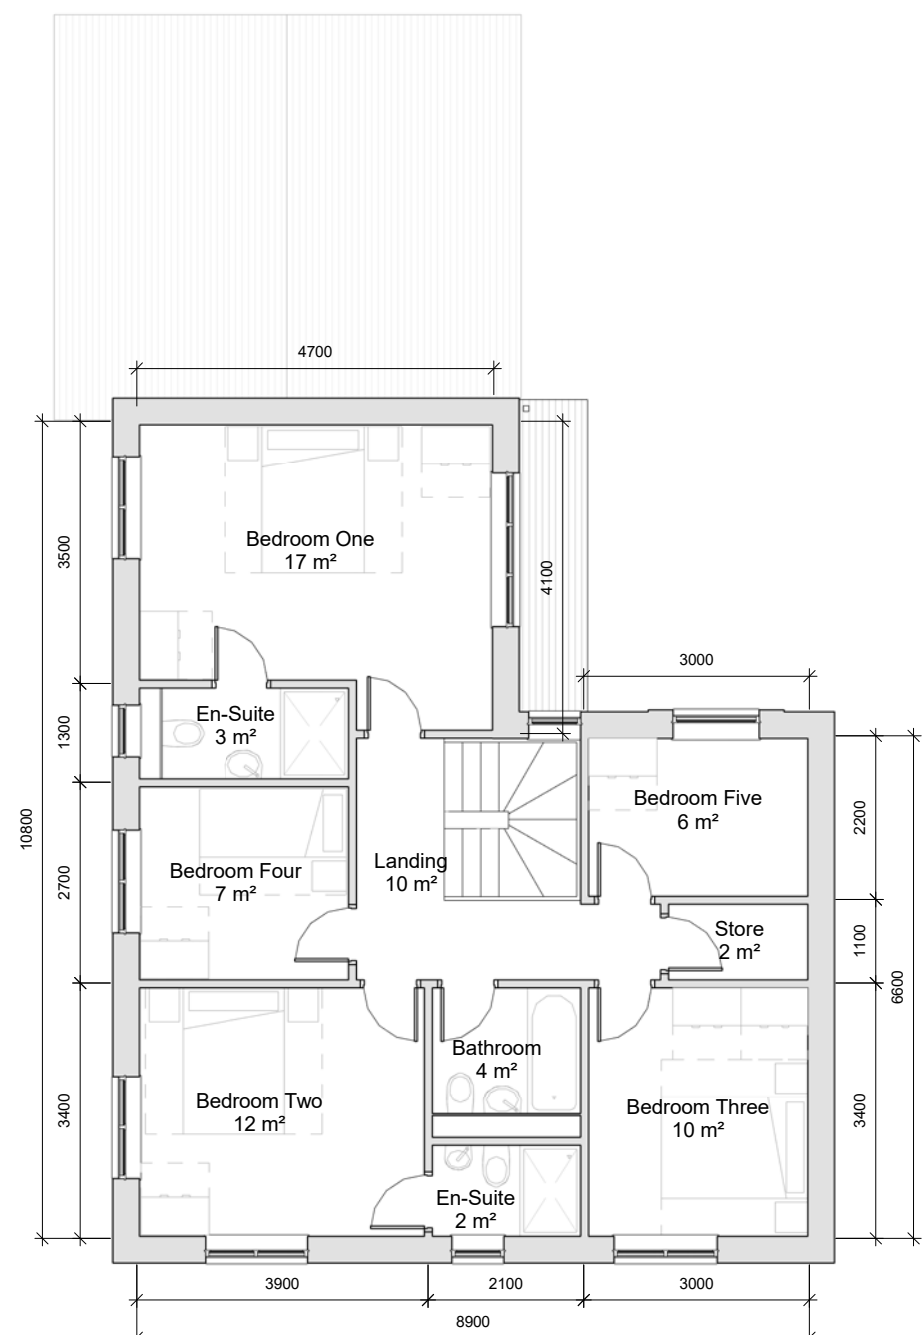 4700
3500
Bedroom One
17 m²
4100
3000
1300
En-Suite
3 m²
10800
2700
Bedroom Four
7 m²
Landing
10 m²
Bedroom Five
6 m²
2200
Store
2 m²
1100
6600
3400
Bedroom Two
12 m²
Bathroom
4 m²
Bedroom Three
10 m²
3400
En-Suite
2 m²
3900
2100
3000
8900